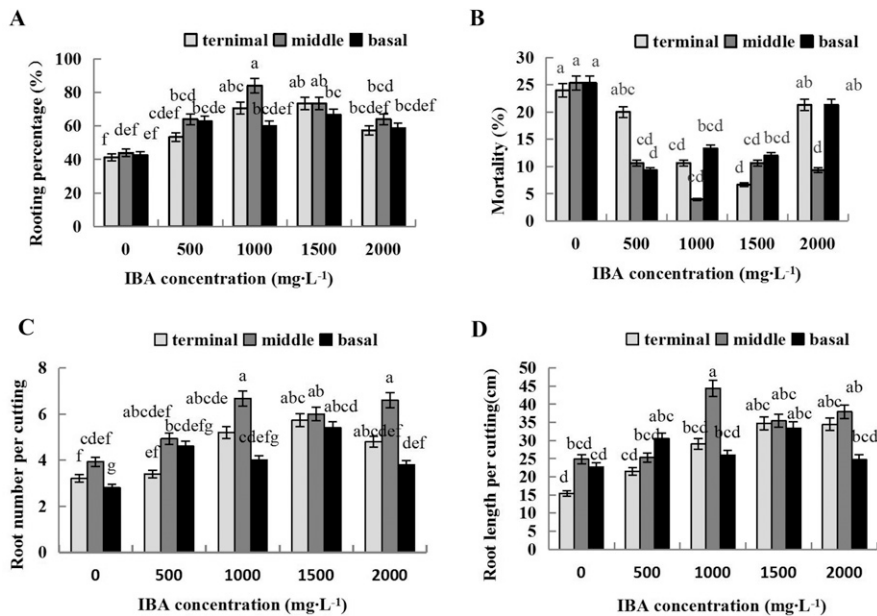 A
ternimal middle basal
Rooting percentage (%)
100
80
60
40
20
0
f def ef
cdef bcd bcde
abc a bcdef
ab ab bc
bcdef bcd bcdef
0 500 1000 1500 2000
IBA concentration (mg·L-1)
B
terminal middle basal
Mortality (%)
30
25
20
15
10
5
0
a a a
abc cd d
cd cd bcd
d cd cd
ab d ab
0 500 1000 1500 2000
IBA concentration (mg·L-1)
C
terminal middle basal
Root number per cutting
8
6
4
2
0
f cdef g
ef abcdef bcdefg
abcde a cdefg
abc ab abcd
abcdef a def
0 500 1000 1500 2000
IBA concentration (mg·L-1)
D
terminal middle basal
Root length per cutting(cm)
50
45
40
35
30
25
20
15
10
5
0
d bcd cd
cd bcd abc
bcd a bcd
abc abc abc
abc ab bcd
0 500 1000 1500 2000
IBA concentration (mg·L-1)